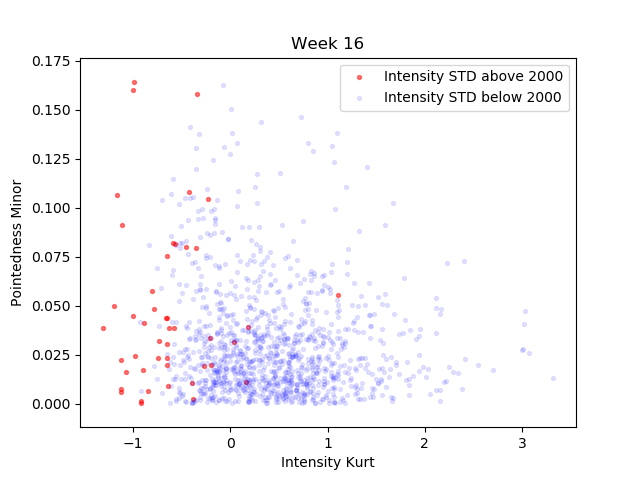 Week 16
Intensity STD above 2000
Intensity STD below 2000
0.175
0.150
0.125
0.100
0.075
0.050
0.025
0.000
Pointedness Minor
−1 0 1 2 3
Intensity Kurt